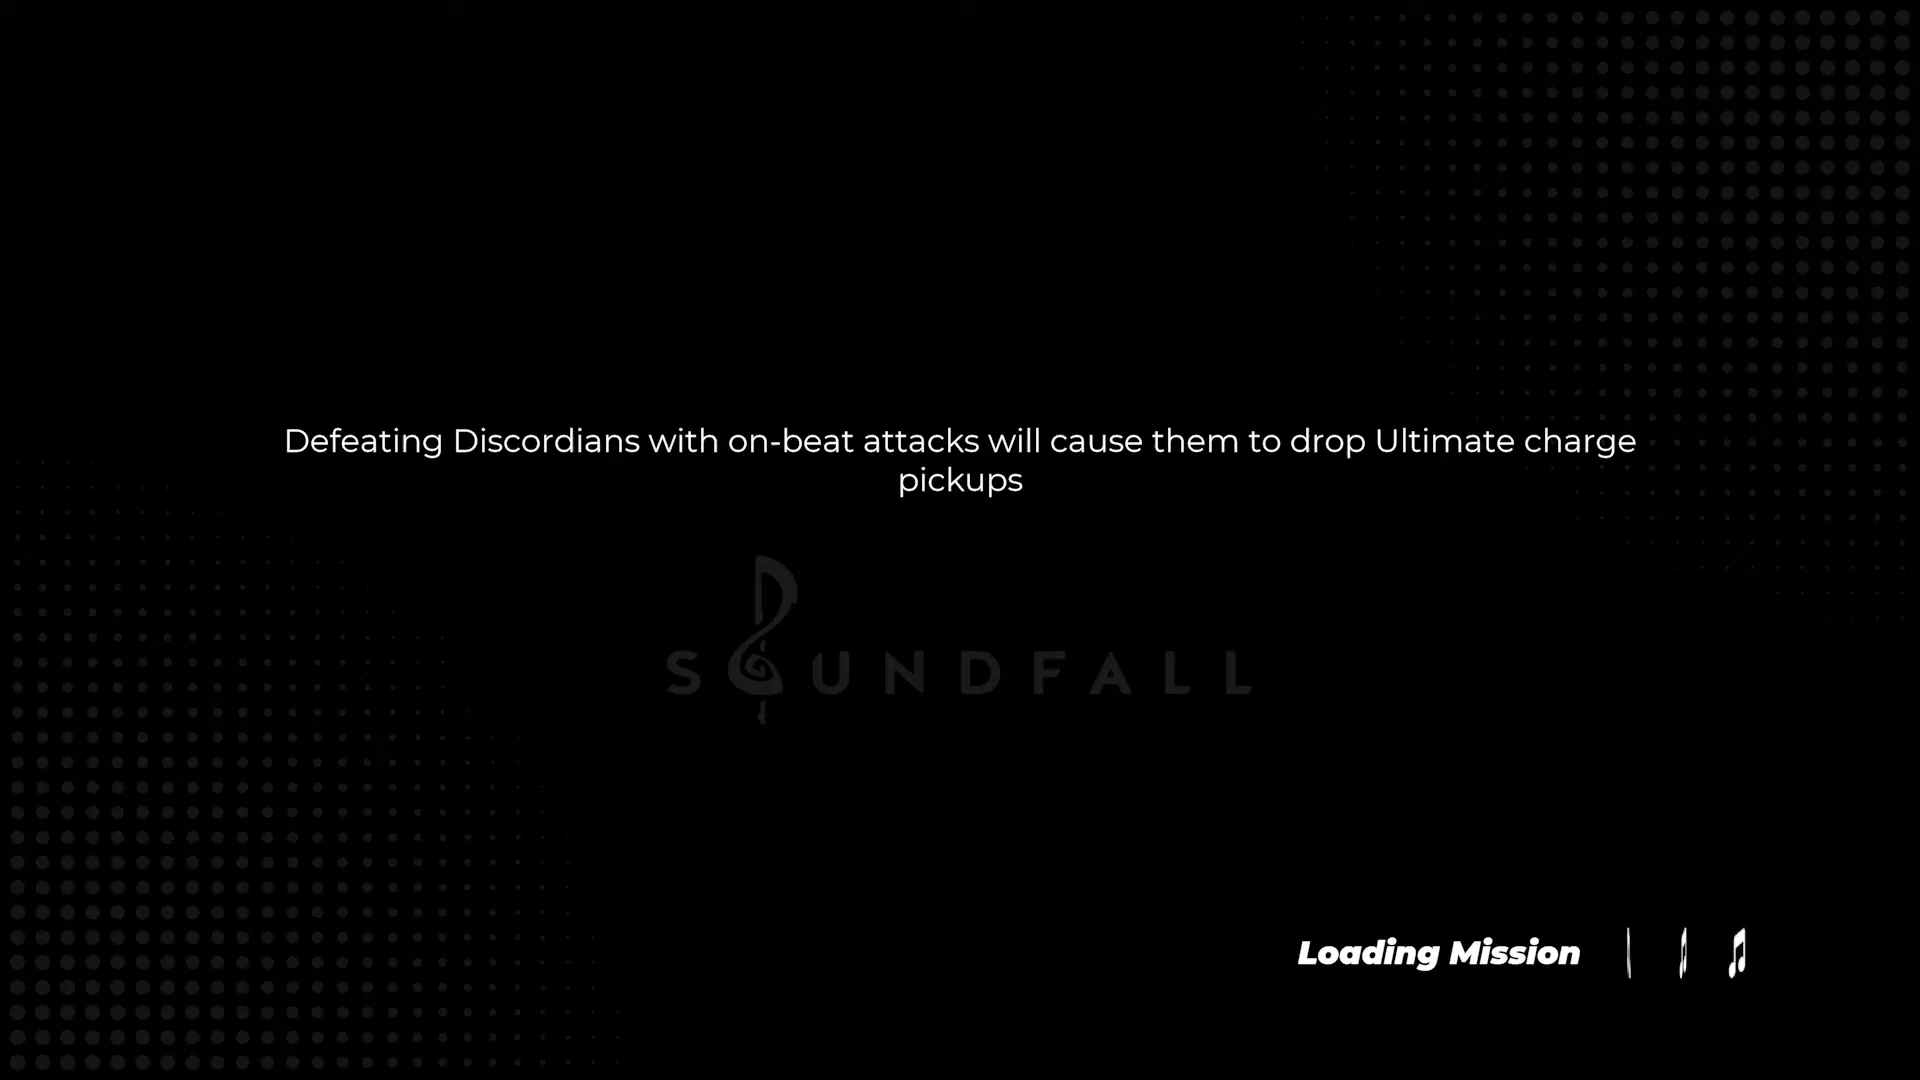 Defeating Discordians with on-beat attacks will cause them to drop Ultimate charge
pickups
SOUNDFALL
Loading Mission